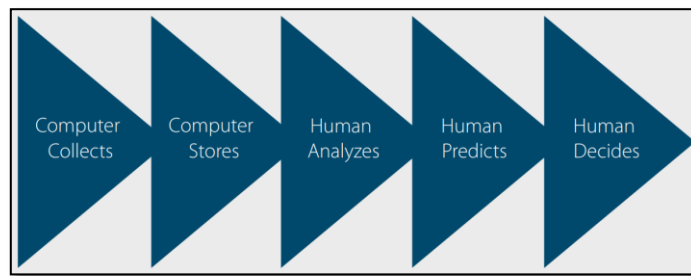 Computer
Collects
Computer
Stores
Human
Analyzes
Human
Predicts
Human
Decides